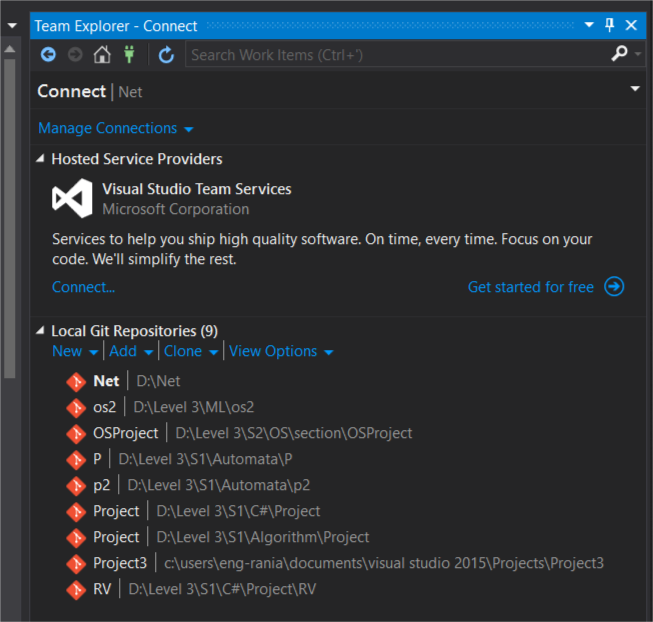 Team Explorer - Connect
Search Work Items (Ctrl+')
Connect | Net
Manage Connections
Hosted Service Providers
Visual Studio Team Services
Microsoft Corporation
Services to help you ship high quality software. On time, every time. Focus on your
code. We'll simplify the rest.
Connect... Get started for free
Local Git Repositories (9)
New | Add | Clone | View Options
Net | D:\Net
os2 | D:\Level 3\ML\os2
OSProject | D:\Level 3\S2\OS\section\OSProject
P | D:\Level 3\S1\Automata\P
p2 | D:\Level 3\S1\Automata\p2
Project | D:\Level 3\S1\C#\Project
Project | D:\Level 3\S1\Algorithm\Project
Project3 | c:\users\eng-rania\documents\visual studio 2015\Projects\Project3
RV | D:\Level 3\S1\C#\Project\RV